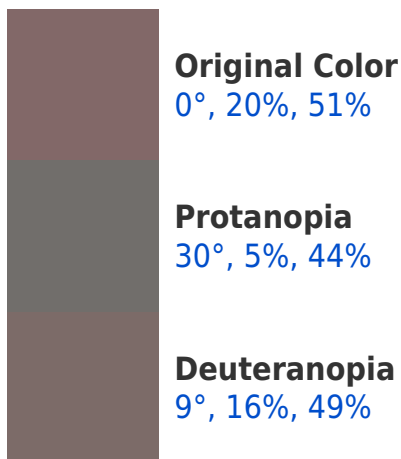 Original Color
0°, 20%, 51%
Protanopia
30°, 5%, 44%
Deuteranopia
9°, 16%, 49%